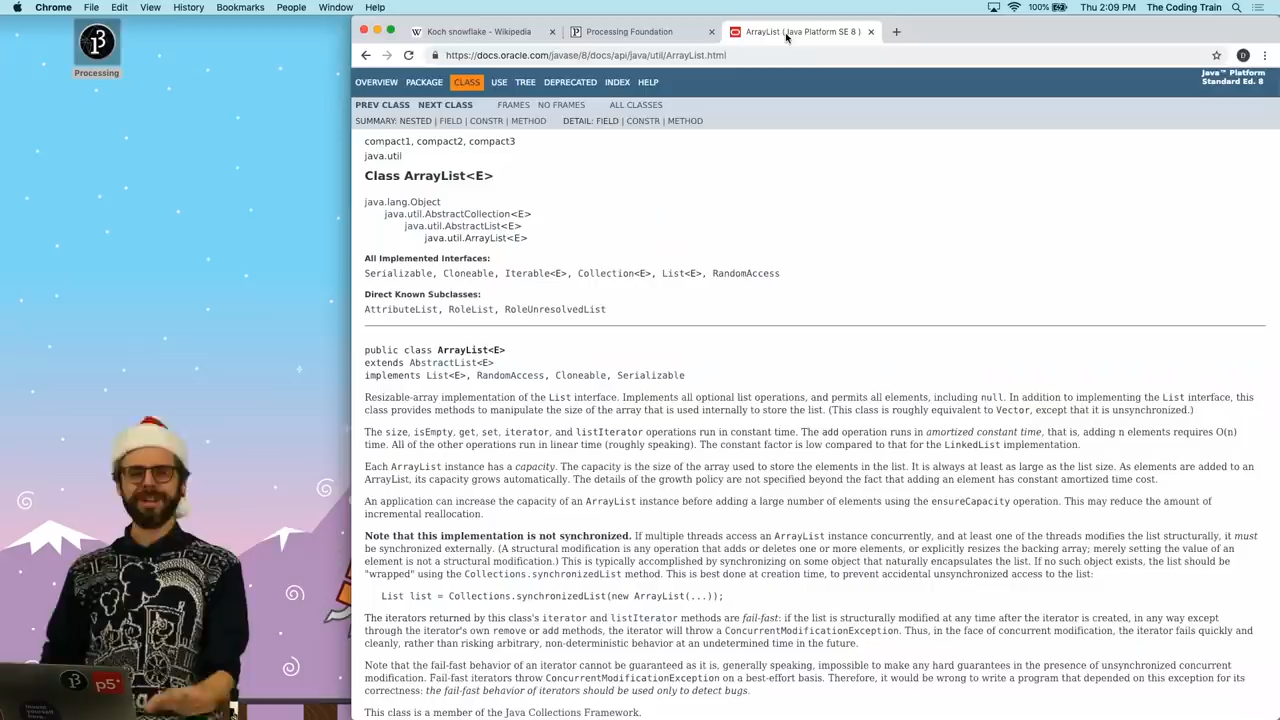 Chrome File Edit View History Bookmarks People Window Help 100% Thu 2:09 PM The Coding Train
Processing
Koch snowflake - Wikipedia
Processing Foundation
ArrayList (Java Platform SE 8 )
https://docs.oracle.com/javase/8/docs/api/java/util/ArrayList.html
OVERVIEW PACKAGE CLASS USE TREE DEPRECATED INDEX HELP
Java™ Platform
Standard Ed. 8
PREV CLASS NEXT CLASS FRAMES NO FRAMES ALL CLASSES
SUMMARY: NESTED | FIELD | CONSTR | METHOD DETAIL: FIELD | CONSTR | METHOD
compact1, compact2, compact3
java.util
Class ArrayList<E>
java.lang.Object
java.util.AbstractCollection<E>
java.util.AbstractList<E>
java.util.ArrayList<E>
All Implemented Interfaces:
Serializable, Cloneable, Iterable<E>, Collection<E>, List<E>, RandomAccess
Direct Known Subclasses:
AttributeList, RoleList, RoleUnresolvedList
public class ArrayList<E>
extends AbstractList<E>
implements List<E>, RandomAccess, Cloneable, Serializable
Resizable-array implementation of the List interface. Implements all optional list operations, and permits all elements, including null. In addition to implementing the List interface, this
class provides methods to manipulate the size of the array that is used internally to store the list. (This class is roughly equivalent to Vector, except that it is unsynchronized.)
The size, isEmpty, get, set, iterator, and listIterator operations run in constant time. The add operation runs in amortized constant time, that is, adding n elements requires O(n)
time. All of the other operations run in linear time (roughly speaking). The constant factor is low compared to that for the LinkedList implementation.
Each ArrayList instance has a capacity. The capacity is the size of the array used to store the elements in the list. It is always at least as large as the list size. As elements are added to an
ArrayList, its capacity grows automatically. The details of the growth policy are not specified beyond the fact that adding an element has constant amortized time cost.
An application can increase the capacity of an ArrayList instance before adding a large number of elements using the ensureCapacity operation. This may reduce the amount of
incremental reallocation.
Note that this implementation is not synchronized. If multiple threads access an ArrayList instance concurrently, and at least one of the threads modifies the list structurally, it must
be synchronized externally. (A structural modification is any operation that adds or deletes one or more elements, or explicitly resizes the backing array; merely setting the value of an
element is not a structural modification.) This is typically accomplished by synchronizing on some object that naturally encapsulates the list. If no such object exists, the list should be
"wrapped" using the Collections.synchronizedList method. This is best done at creation time, to prevent accidental unsynchronized access to the list:
List list = Collections.synchronizedList(new ArrayList(...));
The iterators returned by this class's iterator and listIterator methods are fail-fast: if the list is structurally modified at any time after the iterator is created, in any way except
through the iterator's own remove or add methods, the iterator will throw a ConcurrentModificationException. Thus, in the face of concurrent modification, the iterator fails quickly and
cleanly, rather than risking arbitrary, non-deterministic behavior at an undetermined time in the future.
Note that the fail-fast behavior of an iterator cannot be guaranteed as it is, generally speaking, impossible to make any hard guarantees in the presence of unsynchronized concurrent
modification. Fail-fast iterators throw ConcurrentModificationException on a best-effort basis. Therefore, it would be wrong to write a program that depended on this exception for its
correctness: the fail-fast behavior of iterators should be used only to detect bugs.
This class is a member of the Java Collections Framework.
p5*